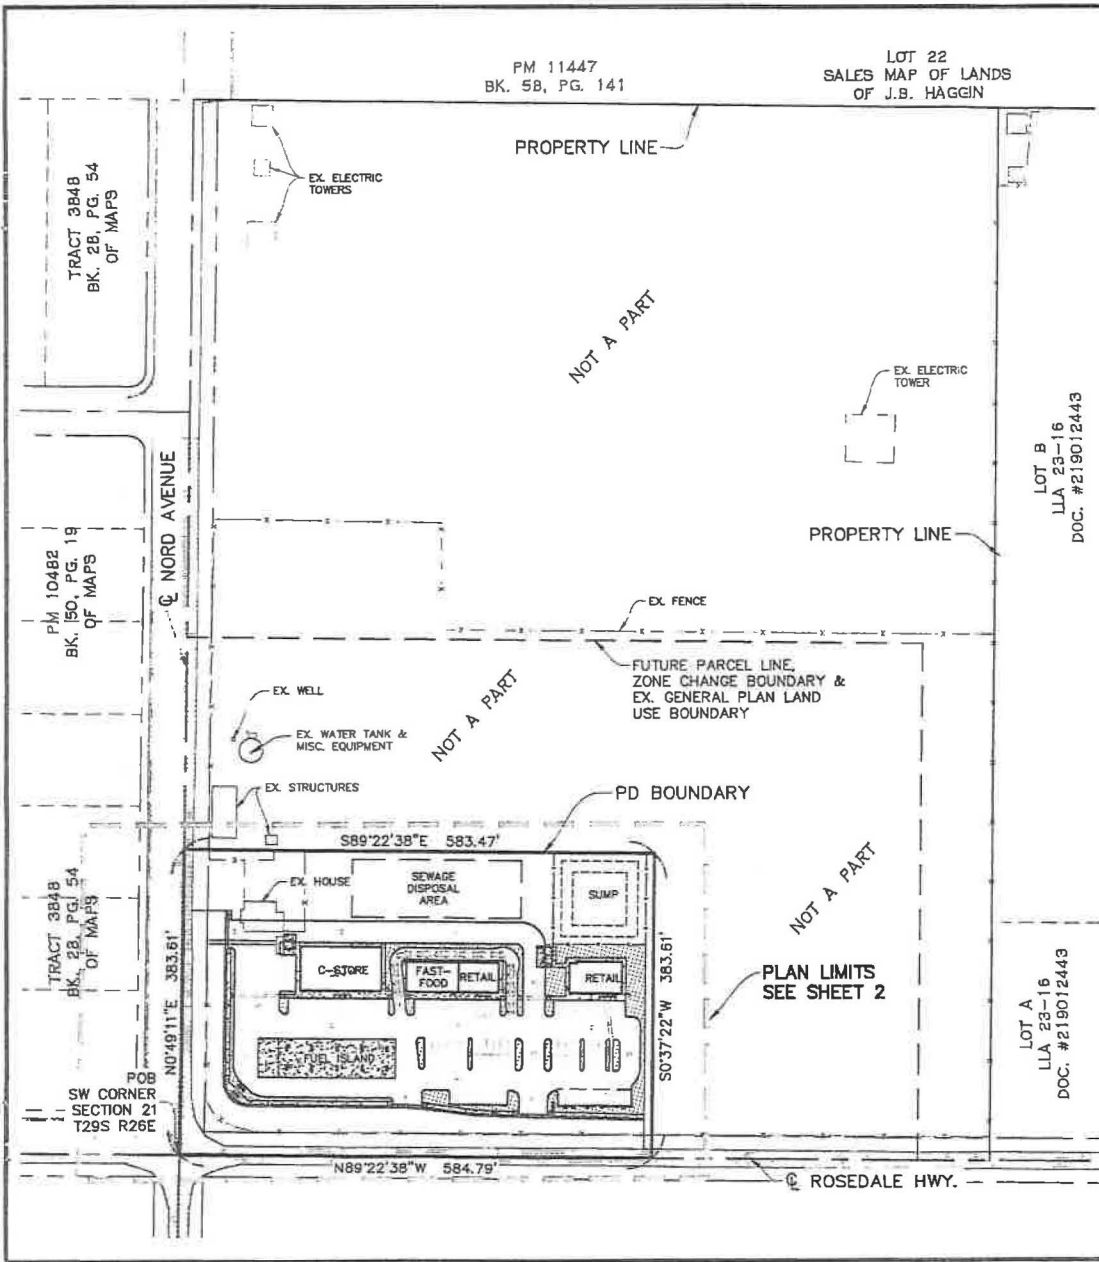 PM 11447
BK. 58, PG. 141
LOT 22
SALES MAP OF LANDS
OF J.B. HAGGIN
PROPERTY LINE
EX. ELECTRIC
TOWERS
TRACT 3848
BK. 28, PG. 54
OF MAPS
NOT A PART
EX. ELECTRIC
TOWER
LOT B
LLA 23-16
DOC. #219012443
℄ NORD AVENUE
PROPERTY LINE
PM 10482
BK. 150, PG. 19
OF MAPS
EX. FENCE
FUTURE PARCEL LINE,
ZONE CHANGE BOUNDARY &
EX. GENERAL PLAN LAND
USE BOUNDARY
NOT A PART
EX. WELL
EX. WATER TANK &
MISC. EQUIPMENT
EX. STRUCTURES
PD BOUNDARY
S89°22'38"E 583.47'
NOT A PART
EX. HOUSE
SEWAGE
DISPOSAL
AREA
SUMP
TRACT 3848
BK. 28, PG. 54
OF MAPS
N0°49'11"E 383.61'
C-STORE
FAST-
FOOD
RETAIL
RETAIL
S0°37'22"W 383.61'
PLAN LIMITS
SEE SHEET 2
LOT A
LLA 23-16
DOC. #219012443
FUEL ISLAND
POB
SW CORNER
SECTION 21
T29S R26E
N89°22'38"W 584.79'
℄ ROSEDALE HWY.